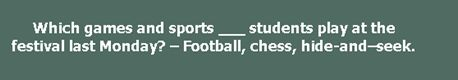 Which games and sports ___ students play at the
festival last Monday? – Football, chess, hide-and–seek.